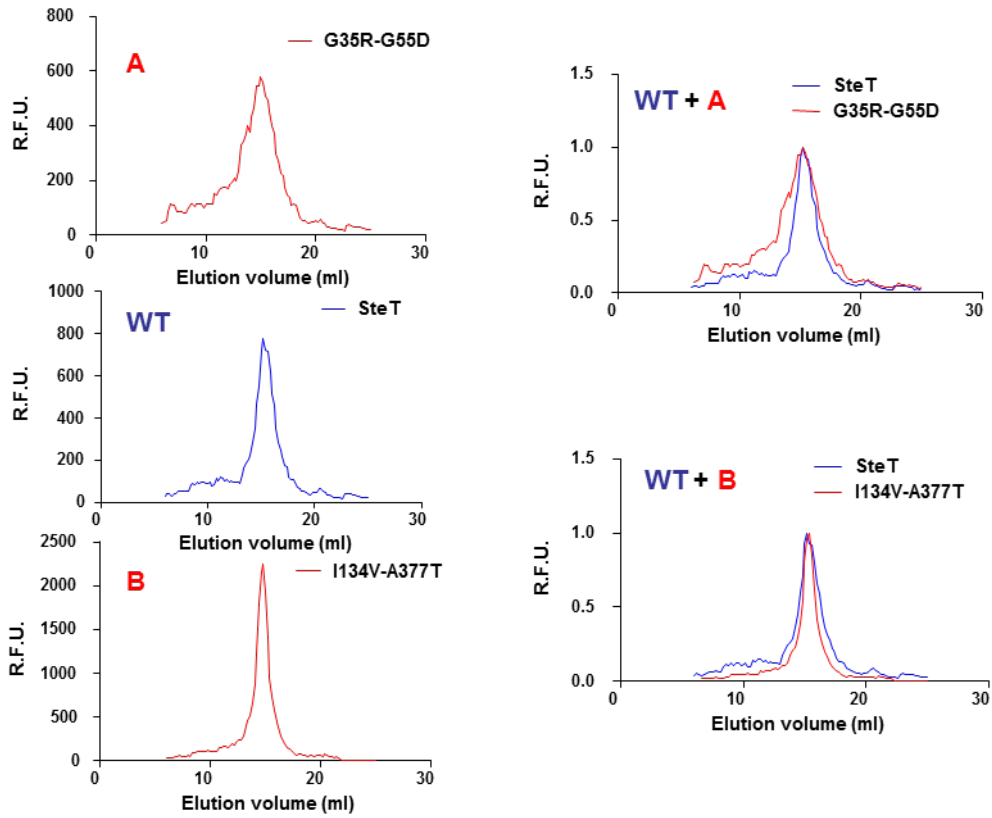 800
600
400
200
0
R.F.U.
A
G35R-G55D
0 10 20 30
Elution volume (ml)
1000
800
600
400
200
0
R.F.U.
WT
SteT
0 10 20 30
Elution volume (ml)
2500
2000
1500
1000
500
0
R.F.U.
B
I134V-A377T
0 10 20 30
Elution volume (ml)
1.5
1.0
0.5
0.0
R.F.U.
WT + A
SteT
G35R-G55D
0 10 20 30
Elution volume (ml)
1.5
1.0
0.5
0.0
R.F.U.
WT + B
SteT
I134V-A377T
0 10 20 30
Elution volume (ml)